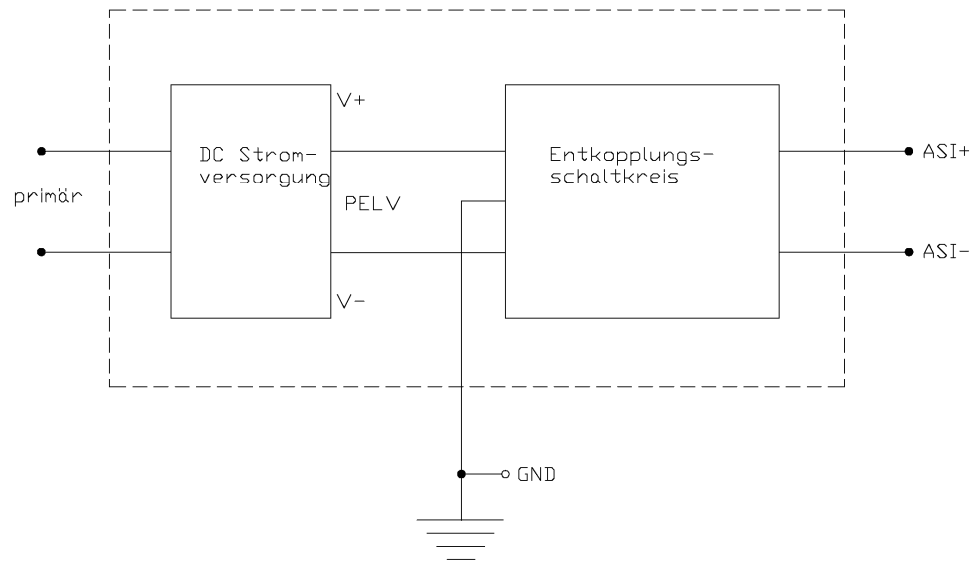 V+
DC Strom-
versorgung
Entkopplungs-
schaltkreis
ASI+
primär
PELV
ASI-
V-
GND